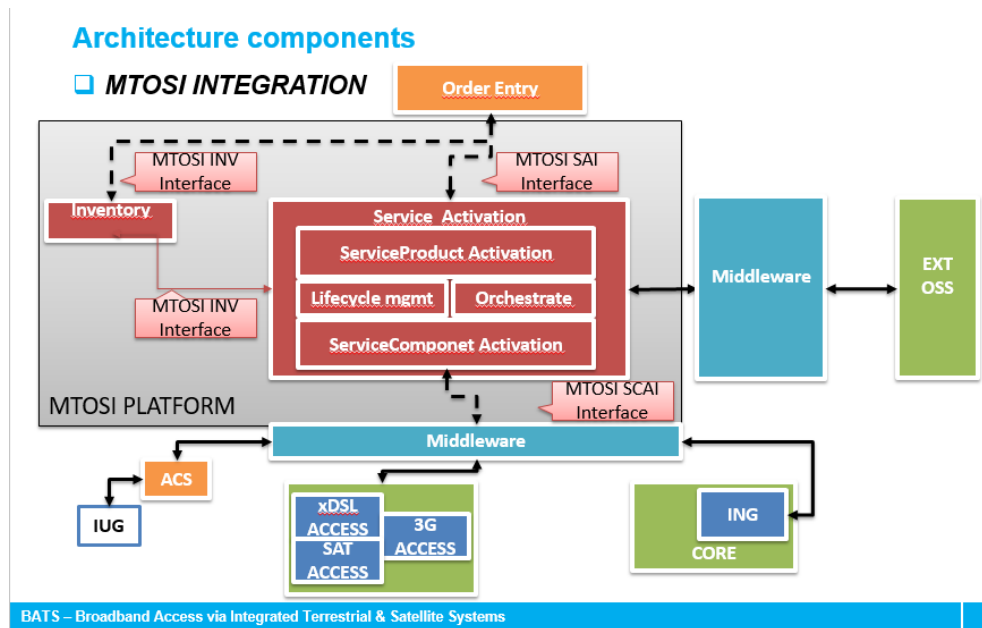 Architecture components
MTOSI INTEGRATION
Order Entry
MTOSI INV
Interface
MTOSI SAI
Interface
Inventory
Service Activation
ServiceProduct Activation
Lifecycle mgmt
Orchestrate
ServiceComponet Activation
Middleware
EXT
OSS
MTOSI INV
Interface
MTOSI SCAI
Interface
MTOSI PLATFORM
Middleware
ACS
IUG
xDSL
ACCESS
3G
ACCESS
SAT
ACCESS
ING
CORE
BATS – Broadband Access via Integrated Terrestrial & Satellite Systems